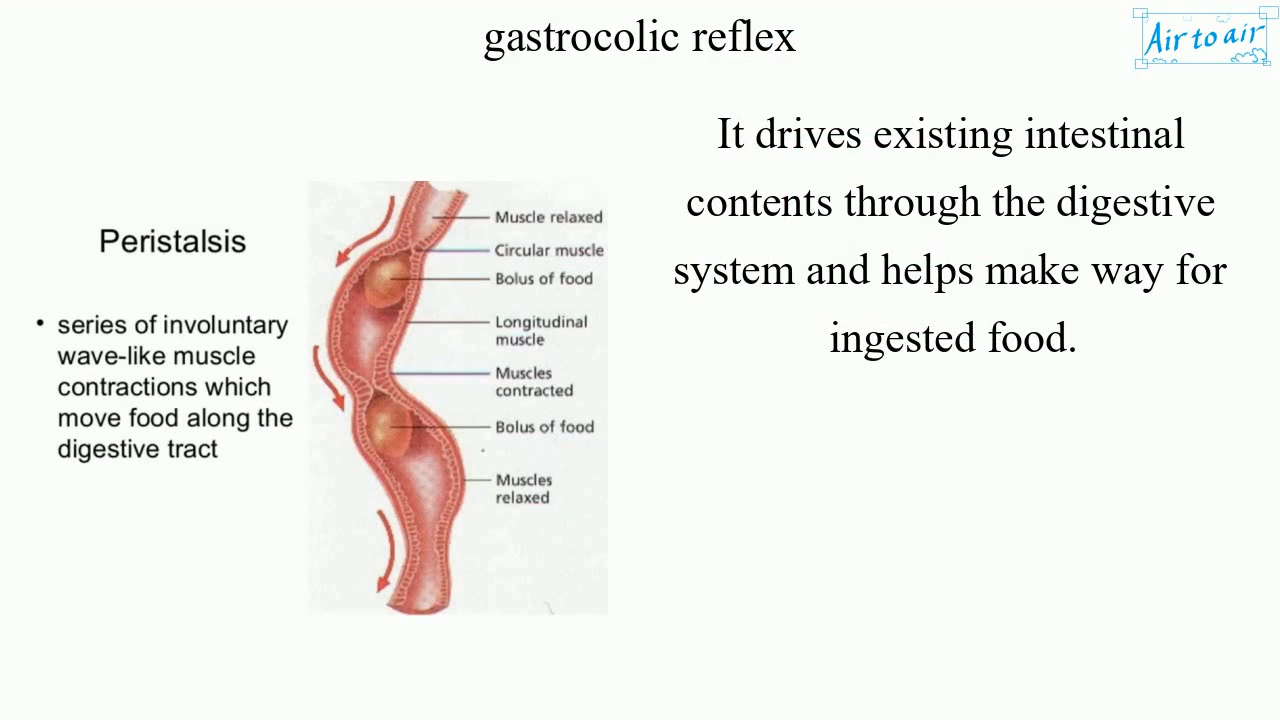 gastrocolic reflex
Air to air
It drives existing intestinal
contents through the digestive
system and helps make way for
ingested food.
Peristalsis
• series of involuntary
wave-like muscle
contractions which
move food along the
digestive tract
Muscle relaxed
Circular muscle
Bolus of food
Longitudinal
muscle
Muscles
contracted
Bolus of food
Muscles
relaxed